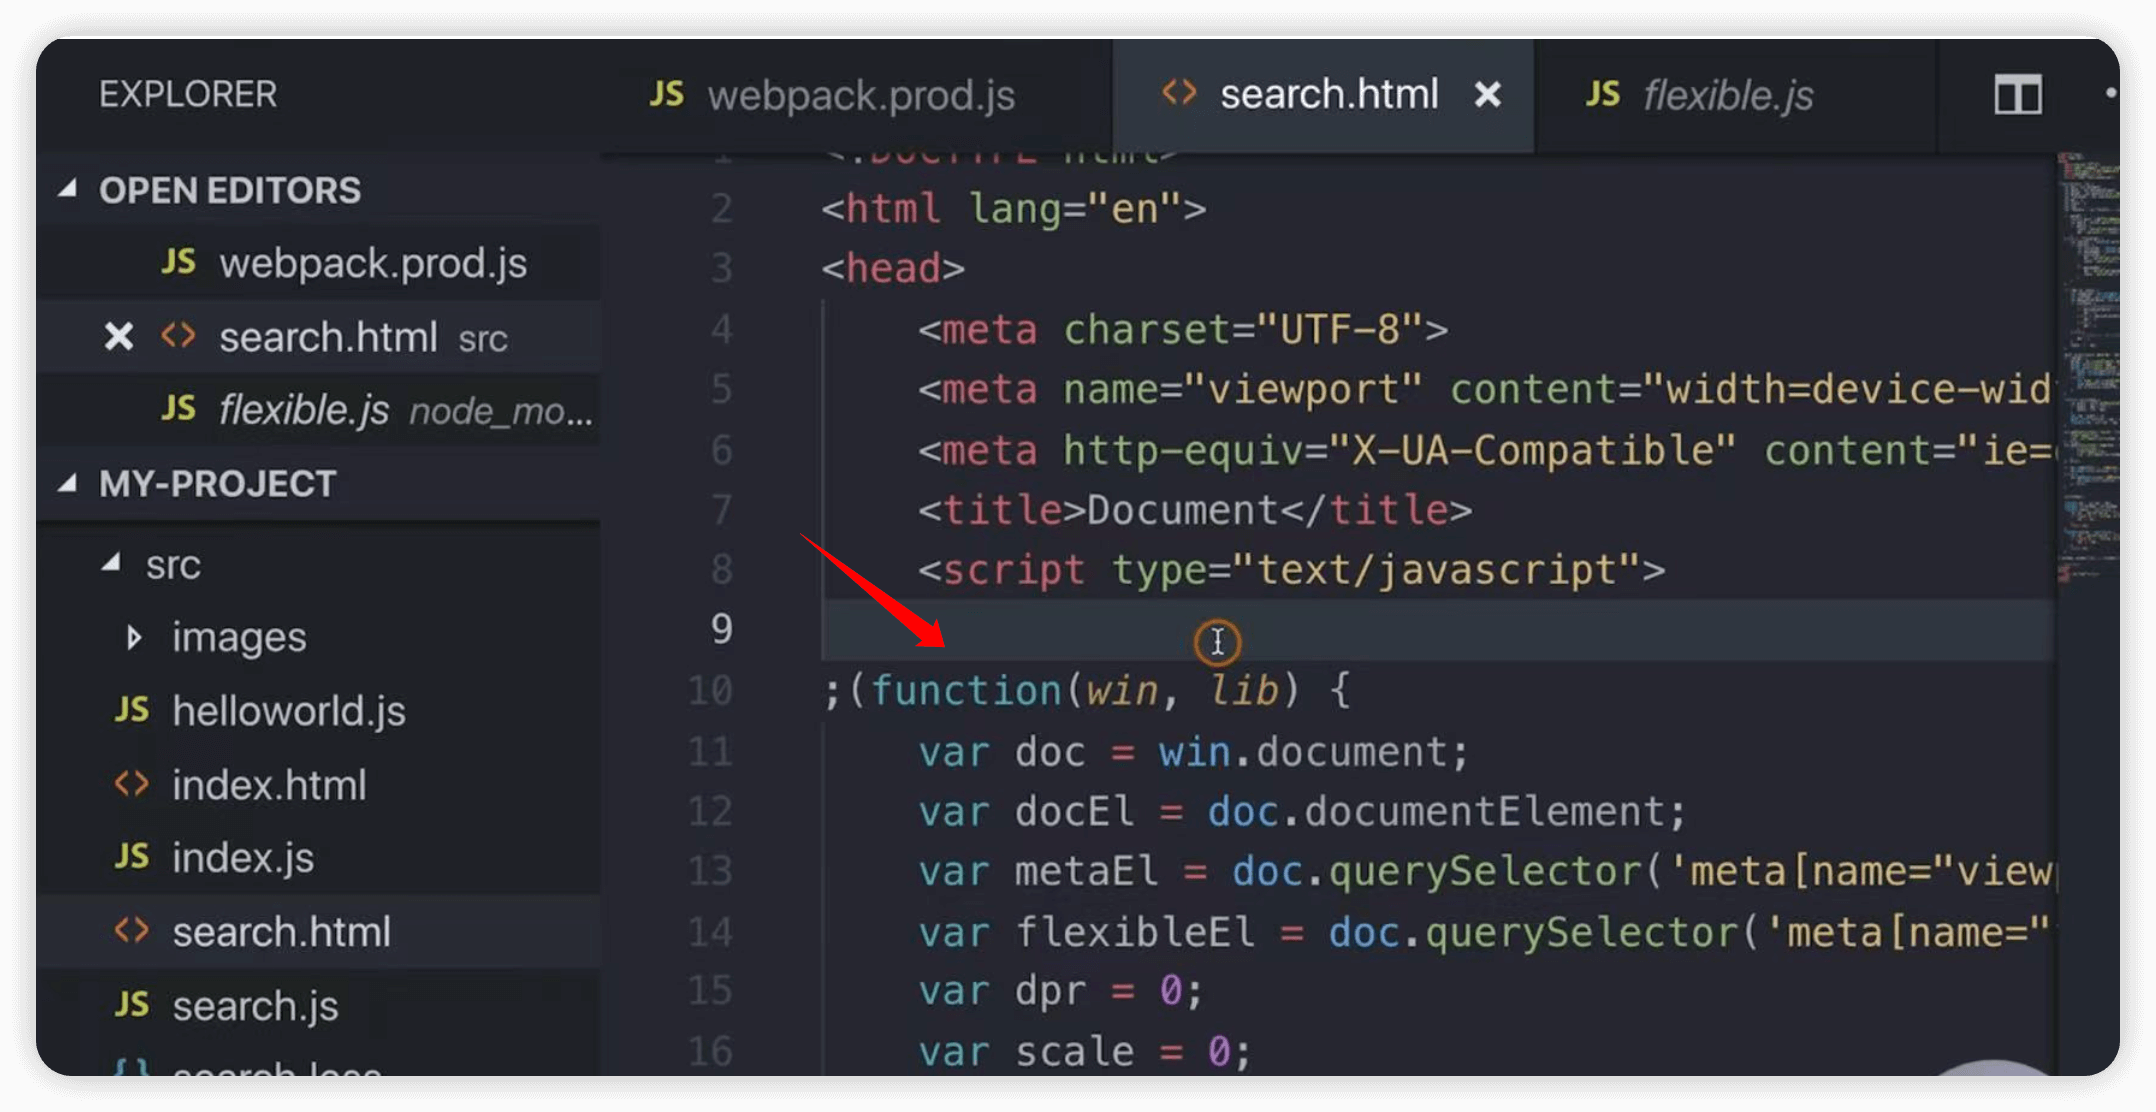 EXPLORER
OPEN EDITORS
JS webpack.prod.js
<> search.html src
JS flexible.js node_mo...
MY-PROJECT
src
images
JS helloworld.js
<> index.html
JS index.js
<> search.html
JS search.js
{} search.less
JS webpack.prod.js
<> search.html
JS flexible.js
1 <!DOCTYPE html>
2 <html lang="en">
3 <head>
4 <meta charset="UTF-8">
5 <meta name="viewport" content="width=device-wid
6 <meta http-equiv="X-UA-Compatible" content="ie=
7 <title>Document</title>
8 <script type="text/javascript">
9
10 ;(function(win, lib) {
11 var doc = win.document;
12 var docEl = doc.documentElement;
13 var metaEl = doc.querySelector('meta[name="view
14 var flexibleEl = doc.querySelector('meta[name="
15 var dpr = 0;
16 var scale = 0;